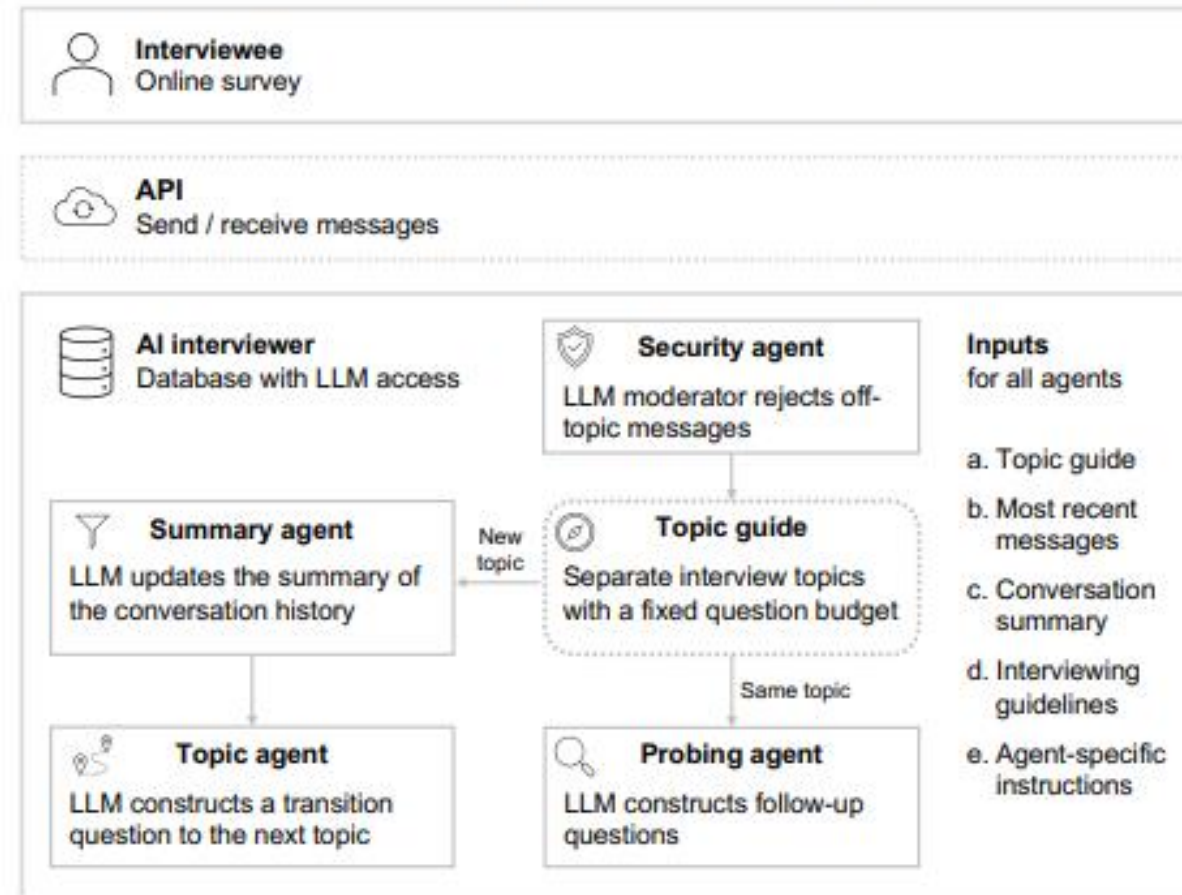 Interviewee
Online survey
API
Send / receive messages
AI interviewer
Database with LLM access
Security agent
LLM moderator rejects off-
topic messages
Inputs
for all agents
a. Topic guide
b. Most recent
messages
c. Conversation
summary
d. Interviewing
guidelines
e. Agent-specific
instructions
Summary agent
LLM updates the summary of
the conversation history
New
topic
Topic guide
Separate interview topics
with a fixed question budget
Same topic
Topic agent
LLM constructs a transition
question to the next topic
Probing agent
LLM constructs follow-up
questions